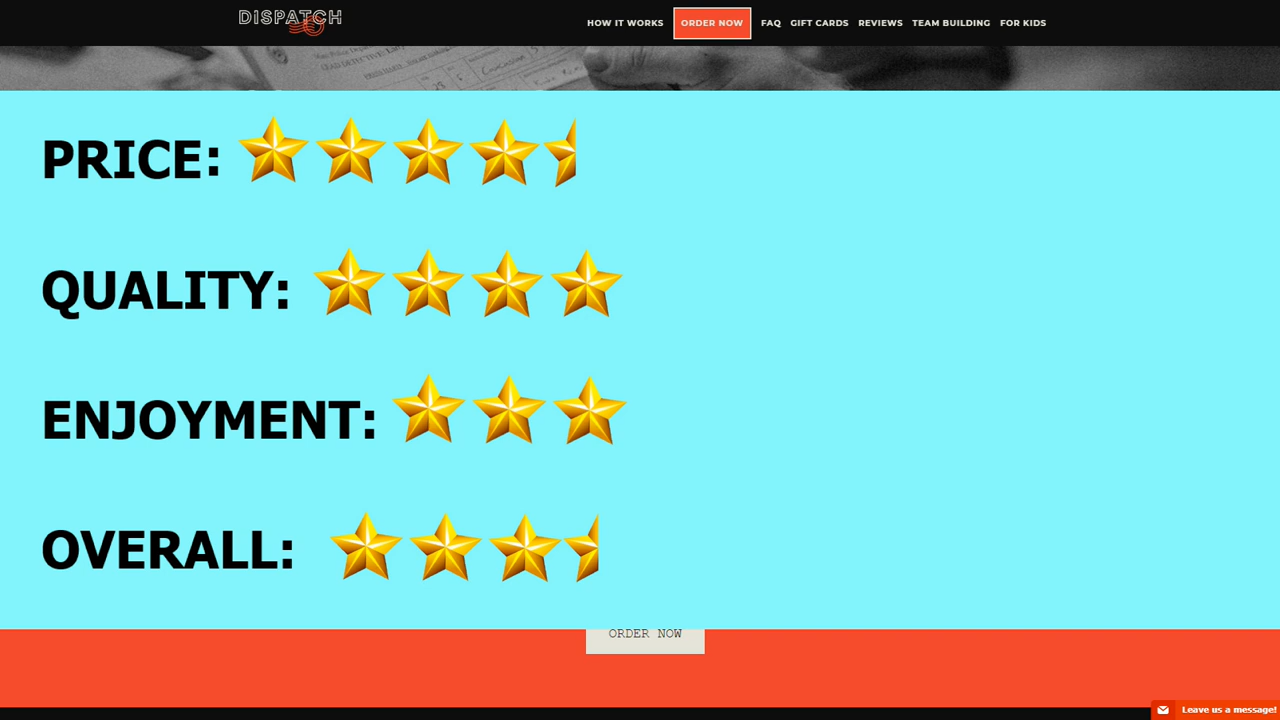 DISPATCH
HOW IT WORKS ORDER NOW FAQ GIFT CARDS REVIEWS TEAM BUILDING FOR KIDS
PRICE:
QUALITY:
ENJOYMENT:
OVERALL:
ORDER NOW
Leave us a message!